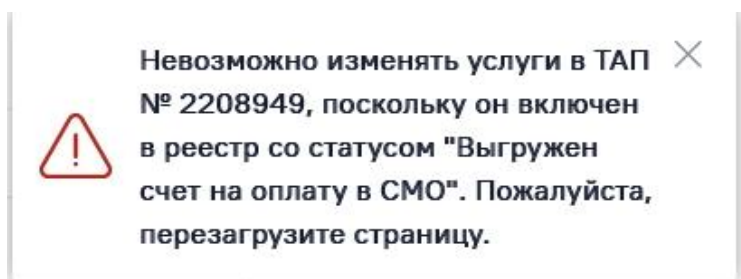 Невозможно изменять услуги в ТАП
№ 2208949, поскольку он включен
в реестр со статусом "Выгружен
счет на оплату в СМО". Пожалуйста,
перезагрузите страницу.